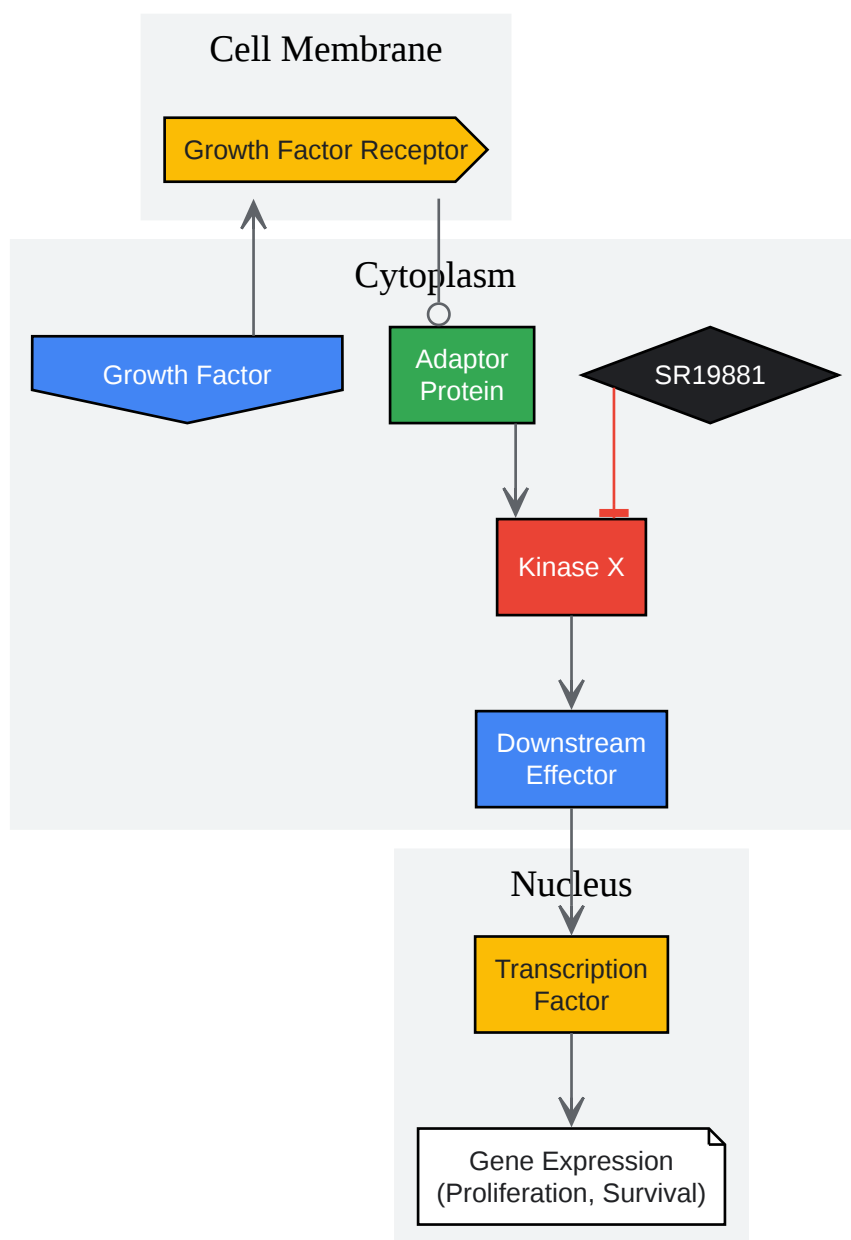 Cell Membrane
Growth Factor Receptor
Cytoplasm
Growth Factor
Adaptor
Protein
SR19881
Kinase X
Downstream
Effector
Nucleus
Transcription
Factor
Gene Expression
(Proliferation, Survival)